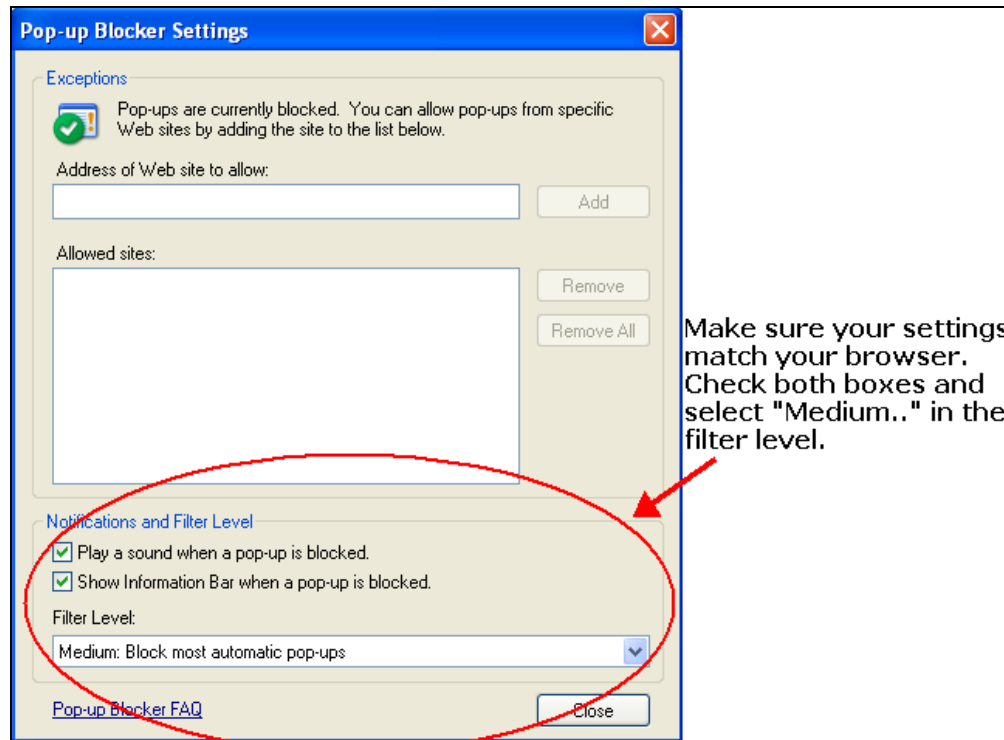 Pop-up Blocker Settings
Exceptions
Pop-ups are currently blocked. You can allow pop-ups from specific
Web sites by adding the site to the list below.
Address of Web site to allow:
Add
Allowed sites:
Remove
Remove All
Make sure your settings
match your browser.
Check both boxes and
select "Medium.." in the
filter level.
Notifications and Filter Level
Play a sound when a pop-up is blocked.
Show Information Bar when a pop-up is blocked.
Filter Level:
Medium: Block most automatic pop-ups
Pop-up Blocker FAQ
Close